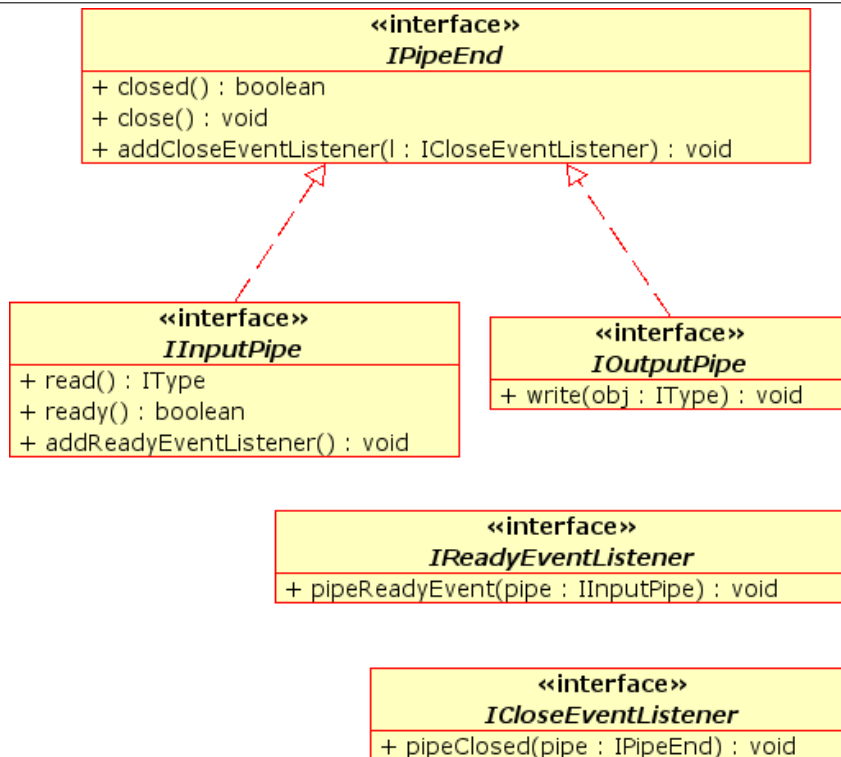 «interface»
IPipeEnd
+ closed() : boolean
+ close() : void
+ addCloseEventListener(l : ICloseEventListener) : void
«interface»
IInputPipe
+ read() : IType
+ ready() : boolean
+ addReadyEventListener() : void
«interface»
IOutputPipe
+ write(obj : IType) : void
«interface»
IReadyEventListener
+ pipeReadyEvent(pipe : IInputPipe) : void
«interface»
ICloseEventListener
+ pipeClosed(pipe : IPipeEnd) : void